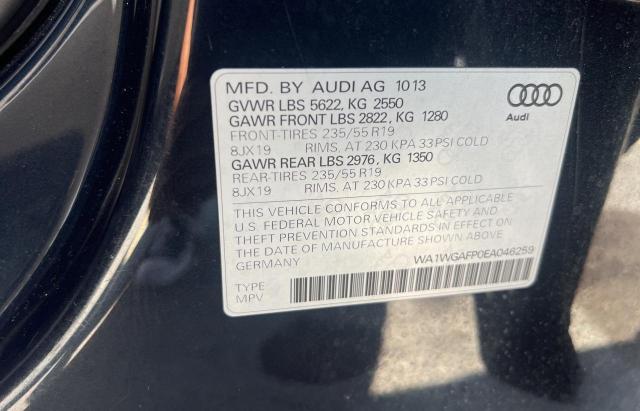 MFD. BY AUDI AG 10 13
GVWR LBS 5622, KG 2550
GAWR FRONT LBS 2822, KG 1280
FRONT-TIRES 235/55 R19
8JX19 RIMS, AT 230 KPA 33 PSI COLD
GAWR REAR LBS 2976, KG 1350
REAR-TIRES 235/55 R19
8JX19 RIMS, AT 230 KPA 33 PSI COLD
THIS VEHICLE CONFORMS TO ALL APPLICABLE
U.S. FEDERAL MOTOR VEHICLE SAFETY AND
THEFT PREVENTION STANDARDS IN EFFECT ON
THE DATE OF MANUFACTURE SHOWN ABOVE.
GERMANY WA1WGAFP0EA046259
TYPE
MPV
Audi